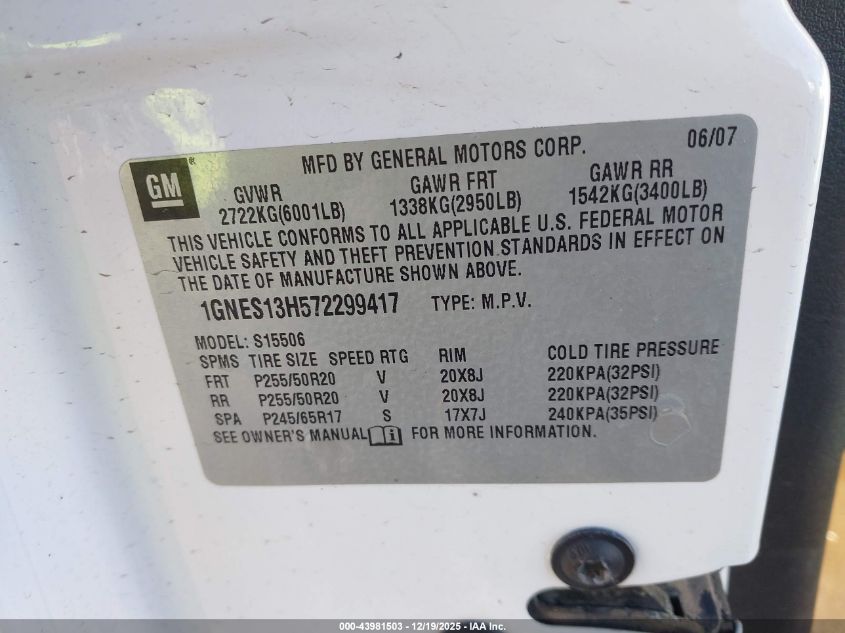 MFD BY GENERAL MOTORS CORP. 06/07
GM®
GVWR GAWR FRT GAWR RR
2722KG(6001LB) 1338KG(2950LB) 1542KG(3400LB)
THIS VEHICLE CONFORMS TO ALL APPLICABLE U.S. FEDERAL MOTOR
VEHICLE SAFETY AND THEFT PREVENTION STANDARDS IN EFFECT ON
THE DATE OF MANUFACTURE SHOWN ABOVE.
1GNES13H572299417 TYPE: M.P.V.
MODEL: S15506
SPMS TIRE SIZE SPEED RTG RIM COLD TIRE PRESSURE
FRT P255/50R20 V 20X8J 220KPA(32PSI)
RR P255/50R20 V 20X8J 220KPA(32PSI)
SPA P245/65R17 S 17X7J 240KPA(35PSI)
SEE OWNER'S MANUAL i FOR MORE INFORMATION.
000-43981503 - 12/19/2025 - IAA Inc.